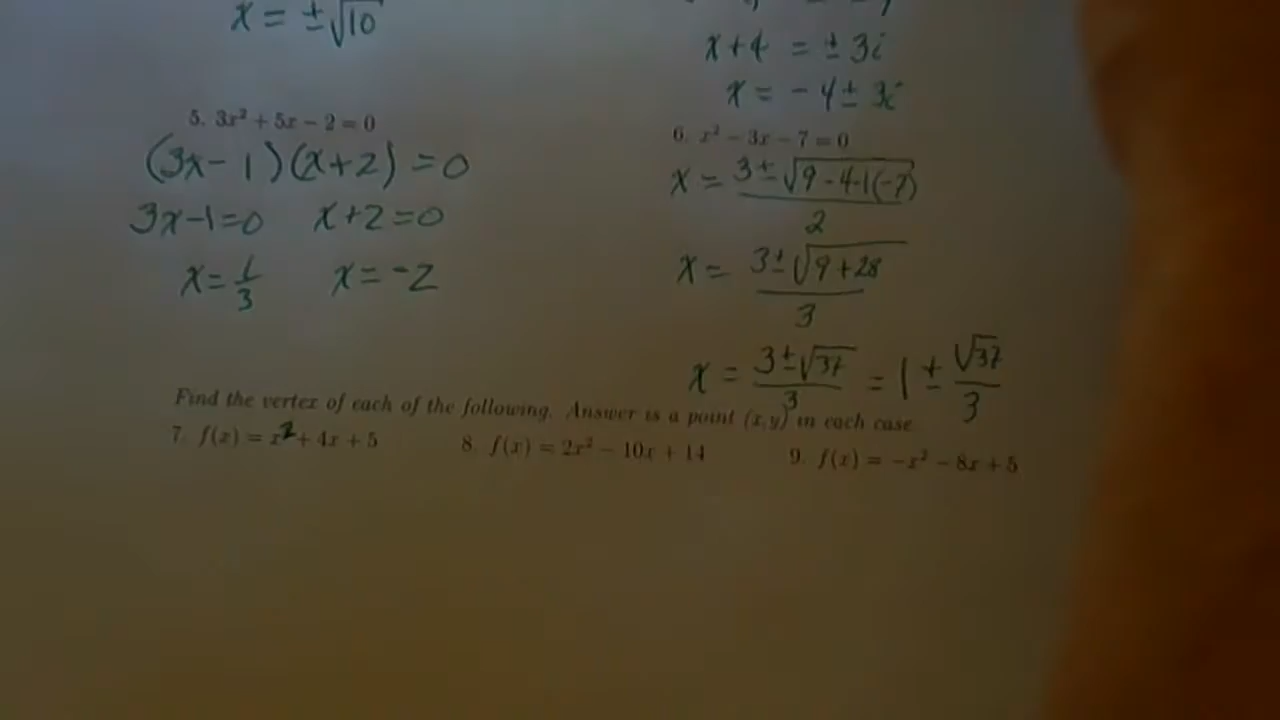 x = ±√10
x+4 = ±3i
x = -4±3i
5. 3x² + 5x − 2 = 0
(3x-1)(x+2)=0
3x-1=0 x+2=0
x=1/3 x=-2
6. x² − 3x − 7 = 0
x = 3±√9-4·1(-7) / 2
x = 3±√9+28 / 3
x = 3±√37 / 3 = 1 ± √37 / 3
Find the vertex of each of the following. Answer is a point (x, y) in each case
7. f(x) = x² + 4x + 5 8. f(x) = 2x² − 10x + 14 9. f(x) = −x² − 8x + 5